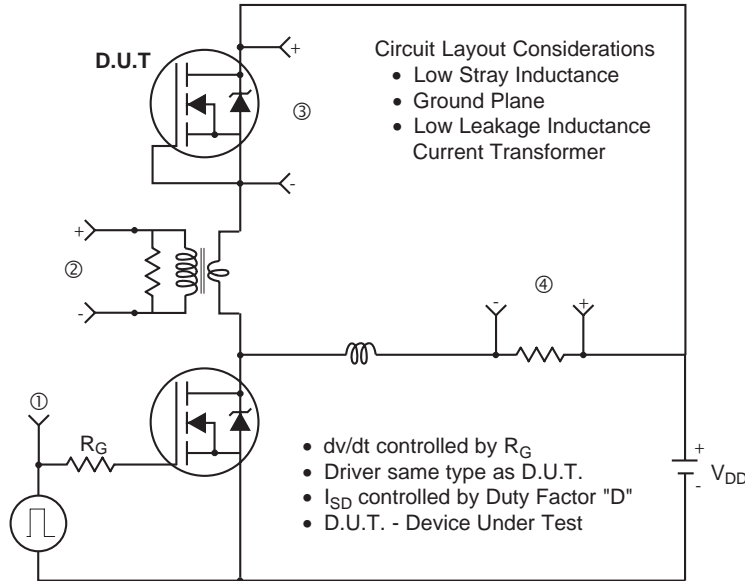 D.U.T
+
③
-
Circuit Layout Considerations
• Low Stray Inductance
• Ground Plane
• Low Leakage Inductance
Current Transformer
+
②
-
④
- +
①
RG
• dv/dt controlled by RG
• Driver same type as D.U.T.
• ISD controlled by Duty Factor "D"
• D.U.T. - Device Under Test
+
VDD
-